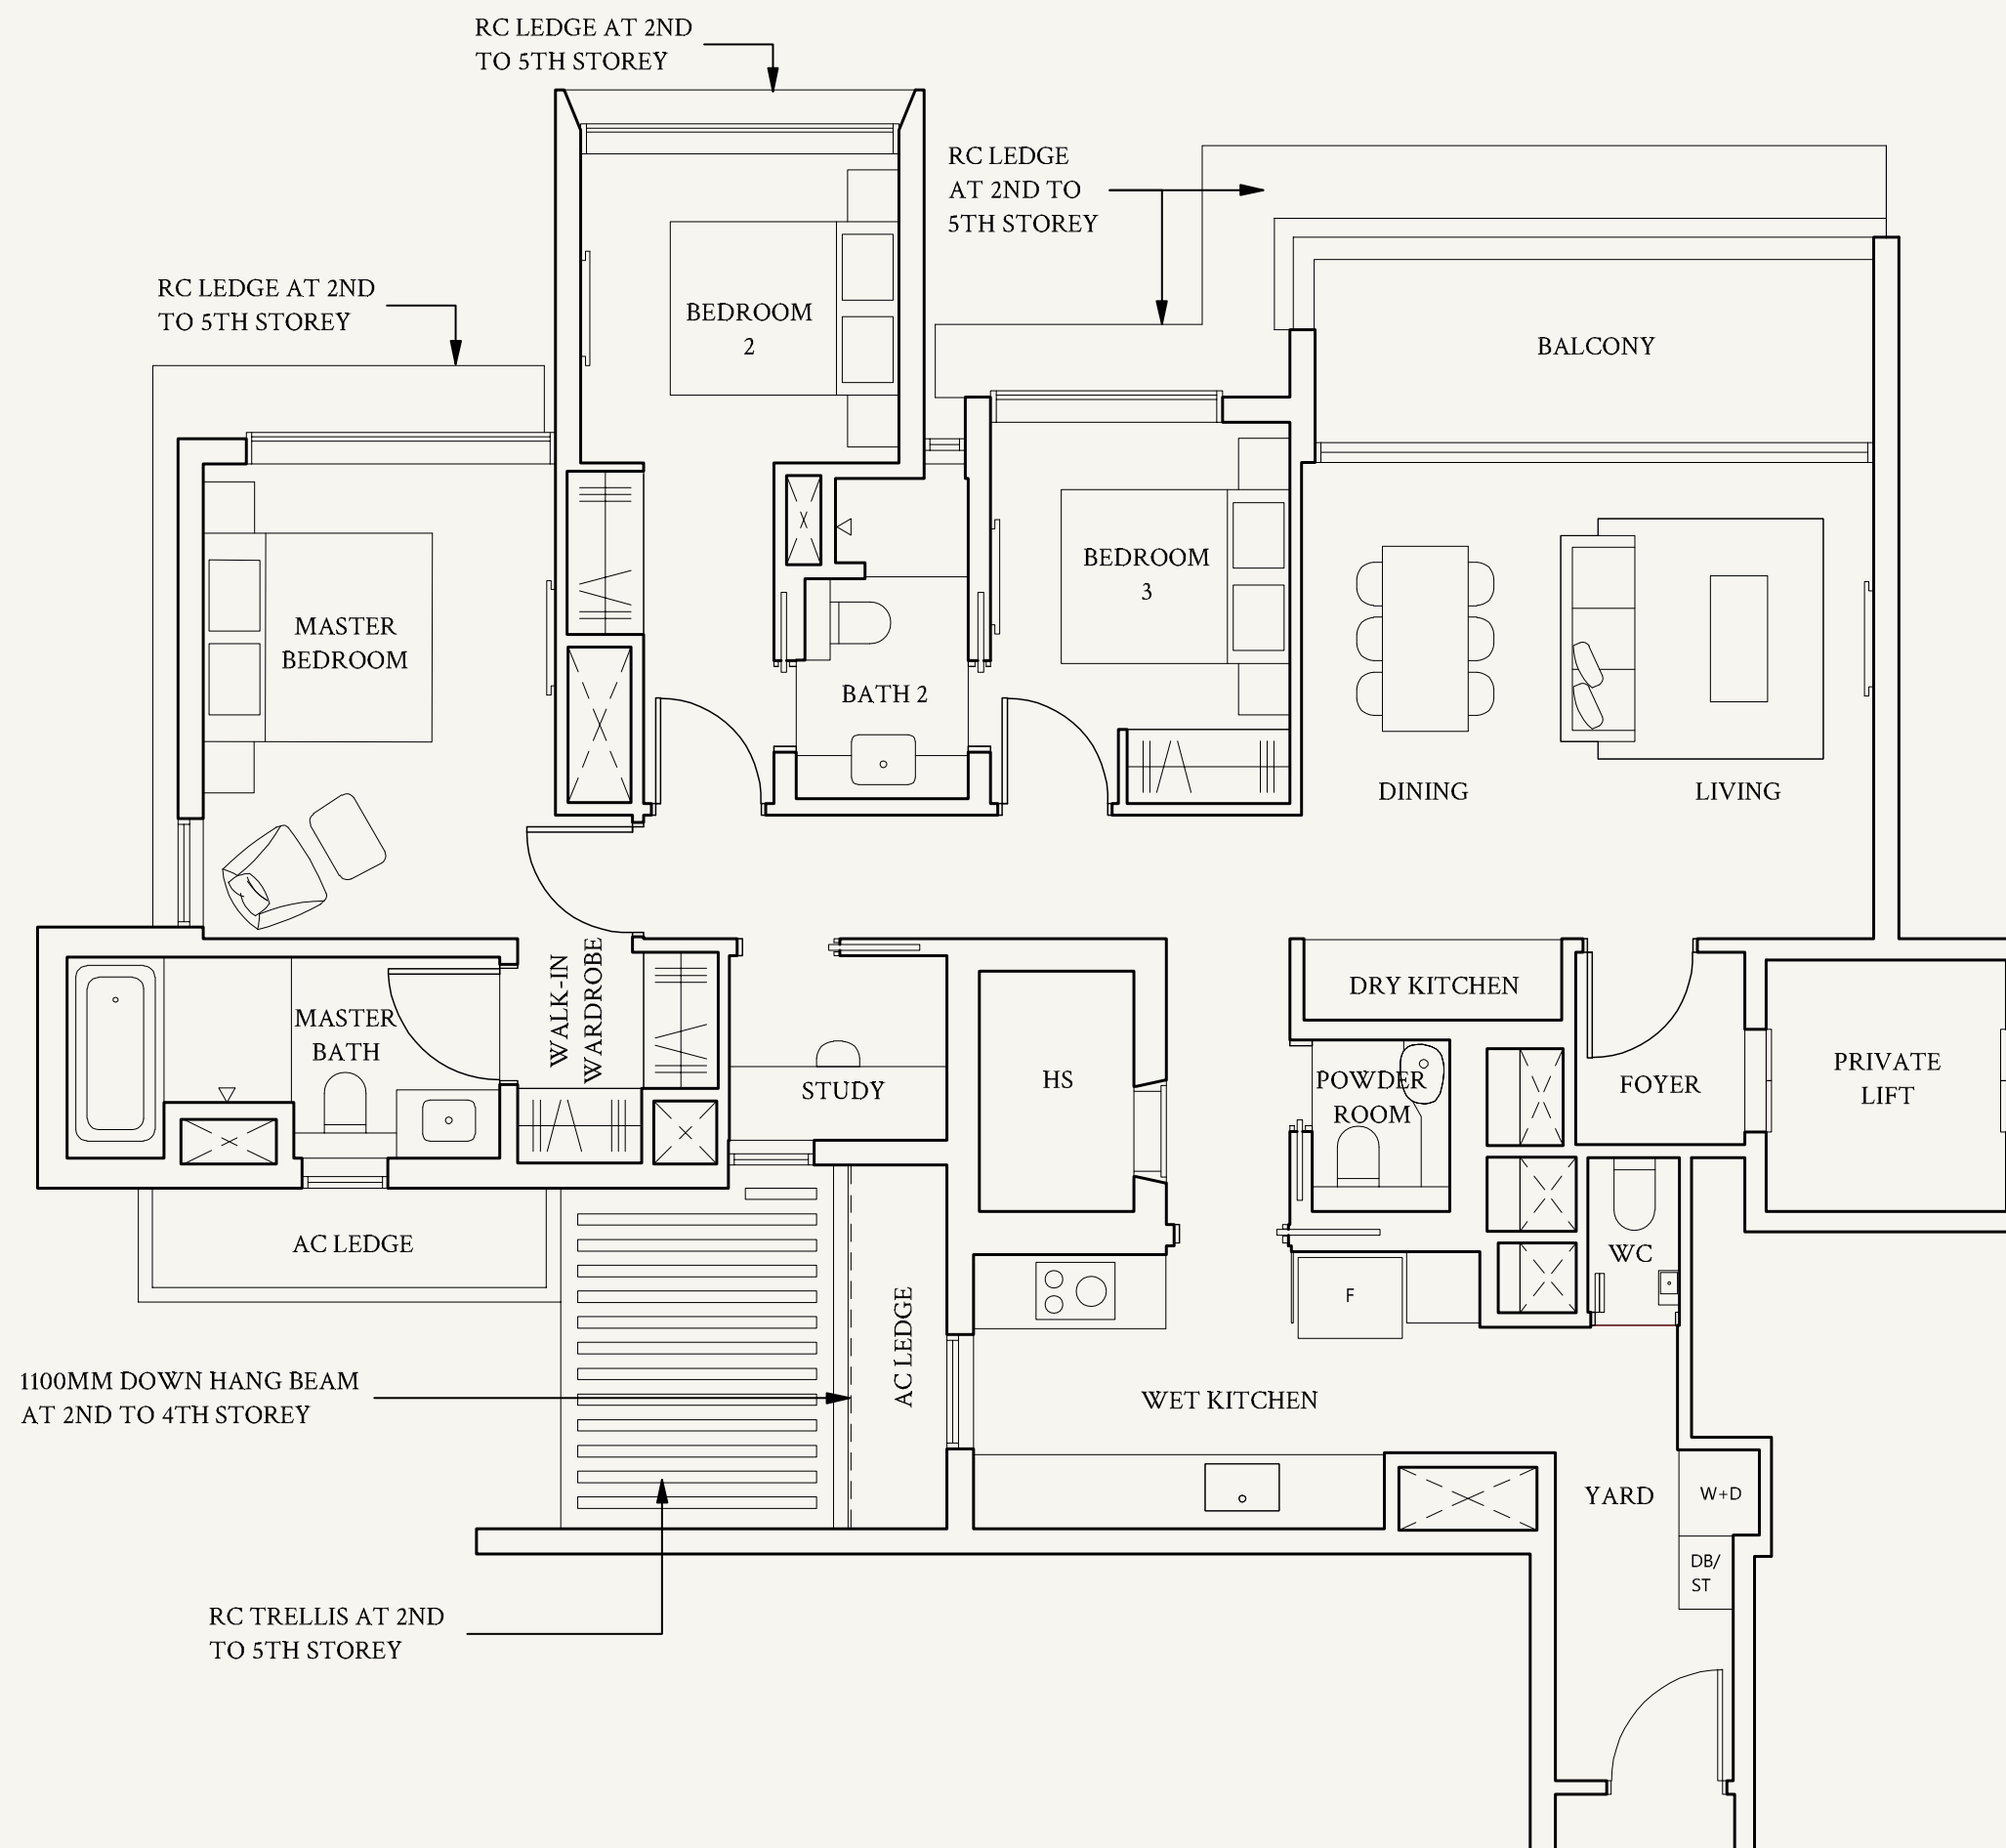 RC LEDGE AT 2ND
TO 5TH STOREY
RC LEDGE
AT 2ND TO
5TH STOREY
RC LEDGE AT 2ND
TO 5TH STOREY
BEDROOM
2
BALCONY
MASTER
BEDROOM
BEDROOM
3
BATH 2
DINING
LIVING
WALK-IN
WARDROBE
MASTER
BATH
STUDY
HS
DRY KITCHEN
POWDER
ROOM
FOYER
PRIVATE
LIFT
AC LEDGE
WC
F
AC LEDGE
1100MM DOWN HANG BEAM
AT 2ND TO 4TH STOREY
WET KITCHEN
YARD
W+D
DB/
ST
RC TRELLIS AT 2ND
TO 5TH STOREY